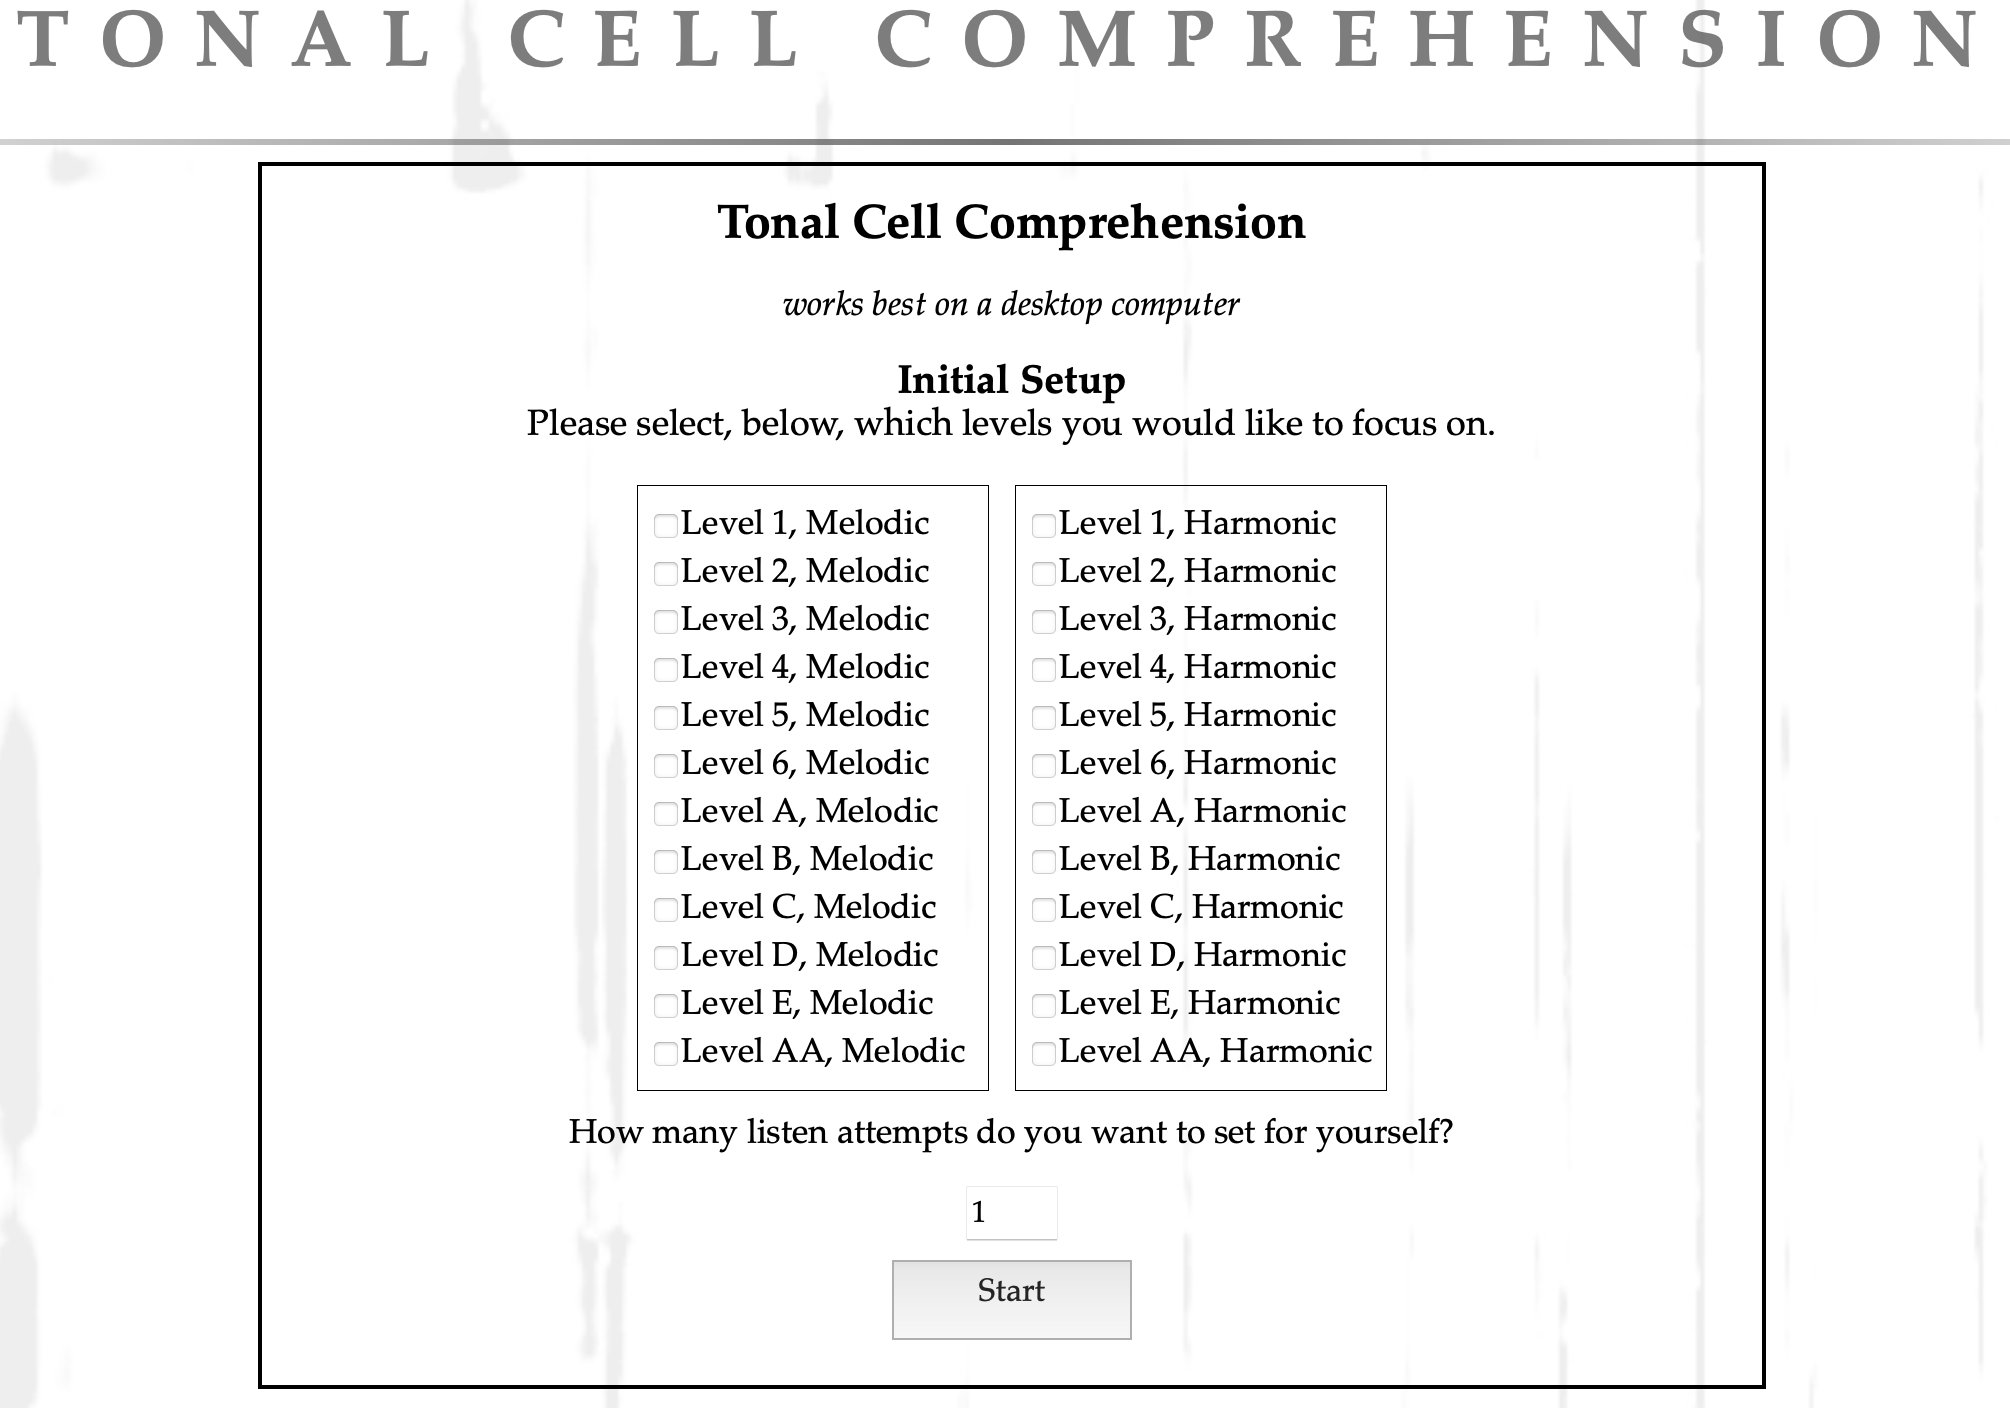 TONAL CELL COMPREHENSION
Tonal Cell Comprehension
works best on a desktop computer
Initial Setup
Please select, below, which levels you would like to focus on.
Level 1, Melodic
Level 2, Melodic
Level 3, Melodic
Level 4, Melodic
Level 5, Melodic
Level 6, Melodic
Level A, Melodic
Level B, Melodic
Level C, Melodic
Level D, Melodic
Level E, Melodic
Level AA, Melodic
Level 1, Harmonic
Level 2, Harmonic
Level 3, Harmonic
Level 4, Harmonic
Level 5, Harmonic
Level 6, Harmonic
Level A, Harmonic
Level B, Harmonic
Level C, Harmonic
Level D, Harmonic
Level E, Harmonic
Level AA, Harmonic
How many listen attempts do you want to set for yourself?
1
Start